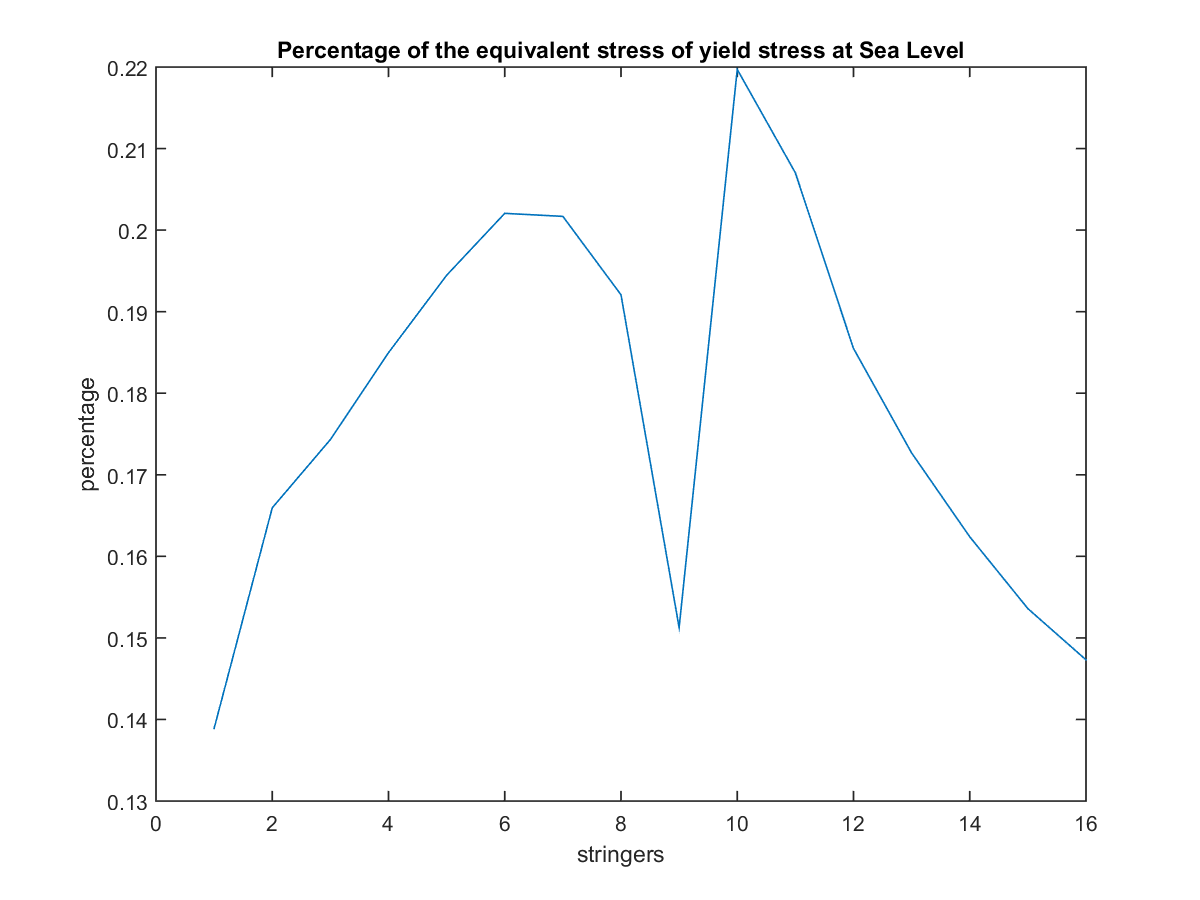 Percentage of the equivalent stress of yield stress at Sea Level
0.22
0.21
0.2
0.19
0.18
0.17
0.16
0.15
0.14
0.13
percentage
0 2 4 6 8 10 12 14 16
stringers